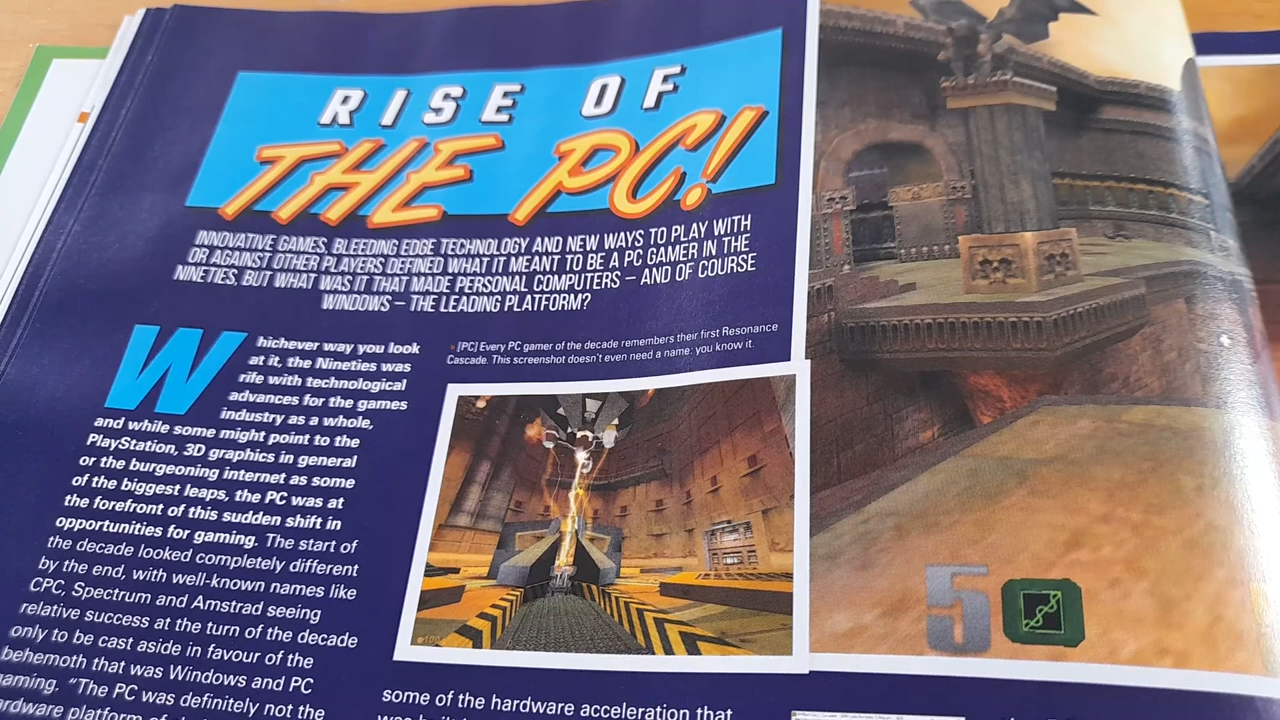 RISE OF
THE PC!
INNOVATIVE GAMES, BLEEDING EDGE TECHNOLOGY AND NEW WAYS TO PLAY WITH
OR AGAINST OTHER PLAYERS DEFINED WHAT IT MEANT TO BE A PC GAMER IN THE
NINETIES, BUT WHAT WAS IT THAT MADE PERSONAL COMPUTERS – AND OF COURSE
WINDOWS – THE LEADING PLATFORM?
Whichever way you look
at it, the Nineties was
rife with technological
advances for the games
industry as a whole,
and while some might point to the
PlayStation, 3D graphics in general
or the burgeoning internet as some
of the biggest leaps, the PC was at
the forefront of this sudden shift in
opportunities for gaming. The start of
the decade looked completely different
by the end, with well-known names like
CPC, Spectrum and Amstrad seeing
relative success at the turn of the decade
only to be cast aside in favour of the
behemoth that was Windows and PC
gaming. "The PC was definitely not the
hardware platform of
» [PC] Every PC gamer of the decade remembers their first Resonance
Cascade. This screenshot doesn't even need a name: you know it.
100
some of the hardware acceleration that
5